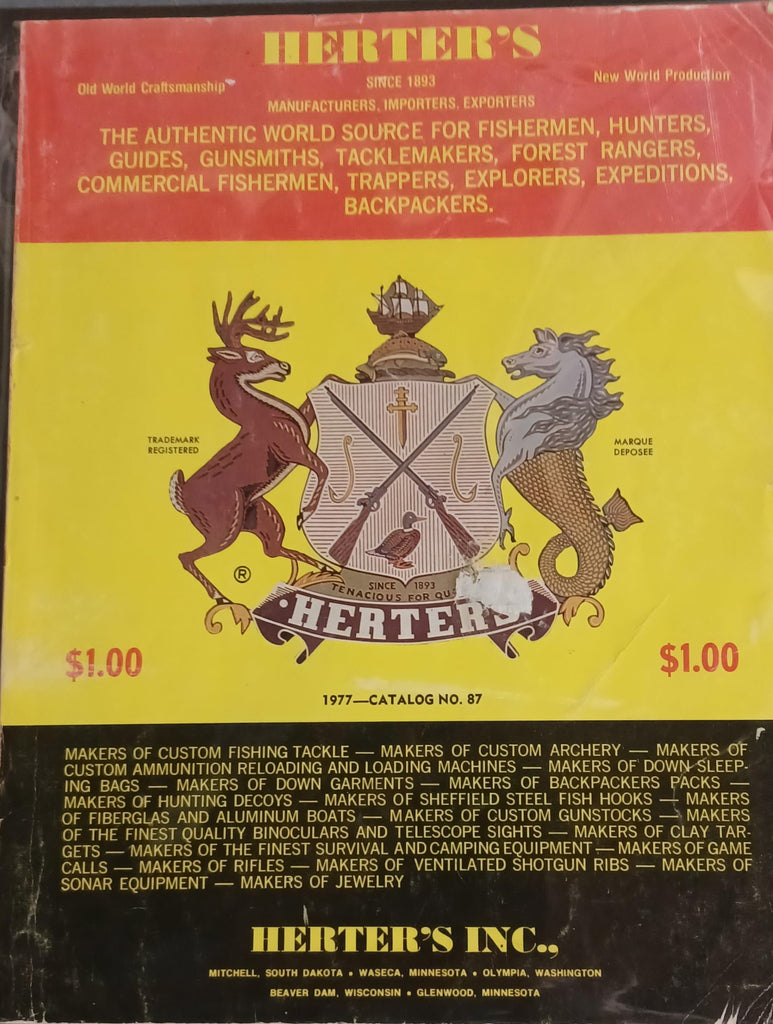 HERTER'S
Old World Craftsmanship
SINCE 1893
New World Production
MANUFACTURERS, IMPORTERS, EXPORTERS
THE AUTHENTIC WORLD SOURCE FOR FISHERMEN, HUNTERS,
GUIDES, GUNSMITHS, TACKLEMAKERS, FOREST RANGERS,
COMMERCIAL FISHERMEN, TRAPPERS, EXPLORERS, EXPEDITIONS,
BACKPACKERS.
TRADEMARK
REGISTERED
MARQUE
DEPOSEE
®
SINCE 1893
TENACIOUS FOR
·HERTER'S
$1.00
$1.00
1977—CATALOG NO. 87
MAKERS OF CUSTOM FISHING TACKLE — MAKERS OF CUSTOM ARCHERY — MAKERS OF
CUSTOM AMMUNITION RELOADING AND LOADING MACHINES — MAKERS OF DOWN SLEEP-
ING BAGS — MAKERS OF DOWN GARMENTS — MAKERS OF BACKPACKERS PACKS —
MAKERS OF HUNTING DECOYS — MAKERS OF SHEFFIELD STEEL FISH HOOKS — MAKERS
OF FIBERGLAS AND ALUMINUM BOATS — MAKERS OF CUSTOM GUNSTOCKS — MAKERS
OF THE FINEST QUALITY BINOCULARS AND TELESCOPE SIGHTS — MAKERS OF CLAY TAR-
GETS — MAKERS OF THE FINEST SURVIVAL AND CAMPING EQUIPMENT — MAKERS OF GAME
CALLS — MAKERS OF RIFLES — MAKERS OF VENTILATED SHOTGUN RIBS — MAKERS OF
SONAR EQUIPMENT — MAKERS OF JEWELRY
HERTER'S INC.,
MITCHELL, SOUTH DAKOTA • WASECA, MINNESOTA • OLYMPIA, WASHINGTON
BEAVER DAM, WISCONSIN • GLENWOOD, MINNESOTA